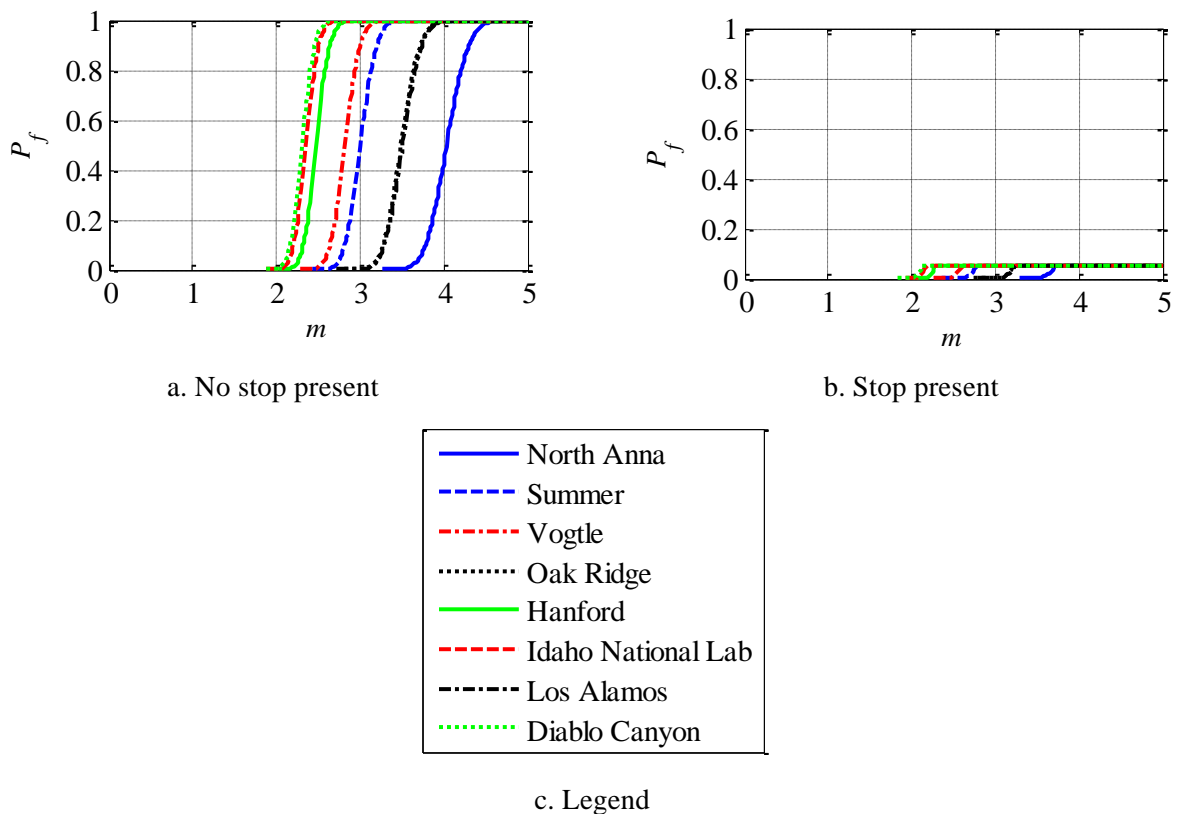 1
0.8
0.6
0.4
0.2
0
P_f
0 1 2 3 4 5
m
a. No stop present
1
0.8
0.6
0.4
0.2
0
P_f
0 1 2 3 4 5
m
b. Stop present
North Anna
Summer
Vogtle
Oak Ridge
Hanford
Idaho National Lab
Los Alamos
Diablo Canyon
c. Legend